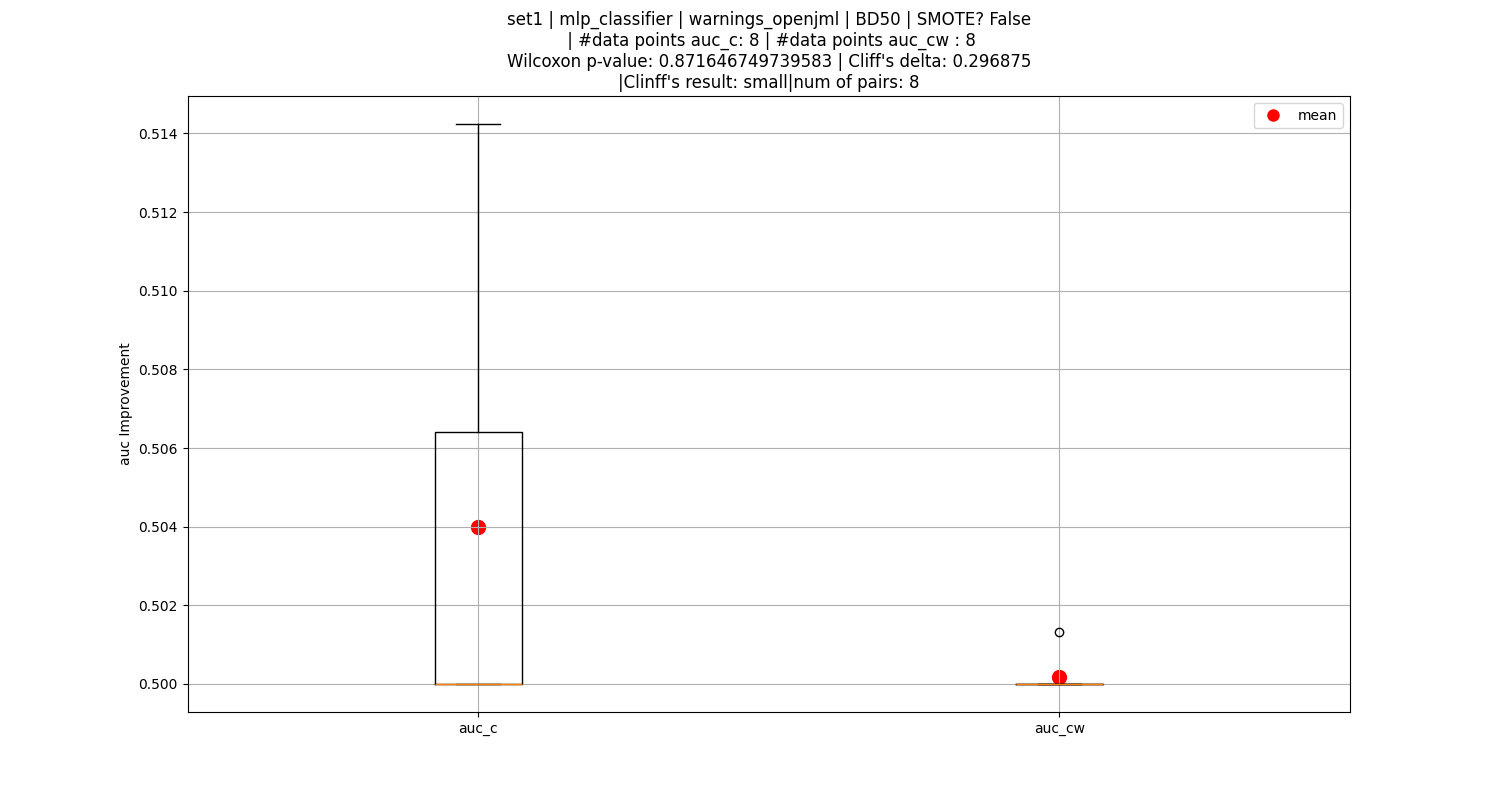 set1 | mlp_classifier | warnings_openjml | BD50 | SMOTE? False
| #data points auc_c: 8 | #data points auc_cw : 8
Wilcoxon p-value: 0.871646749739583 | Cliff's delta: 0.296875
|Clinff's result: small|num of pairs: 8
mean
0.514
0.512
0.510
0.508
0.506
0.504
0.502
0.500
auc Improvement
auc_c
auc_cw